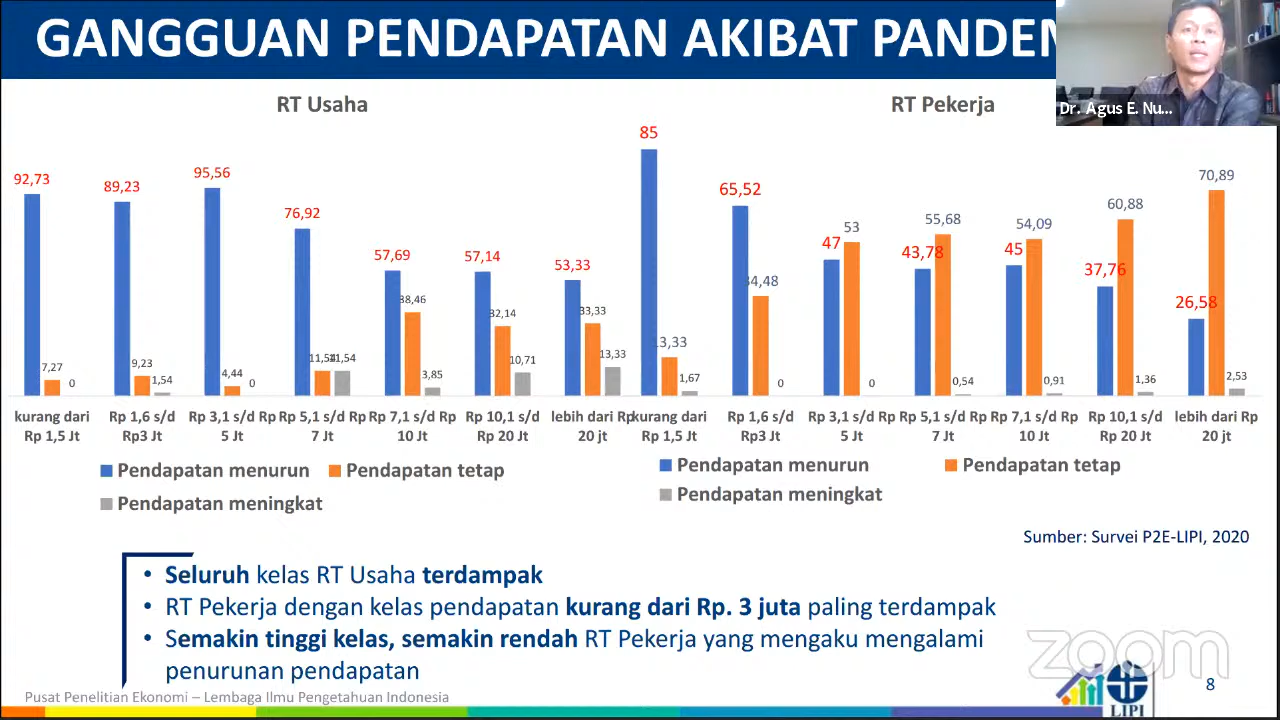 GANGGUAN PENDAPATAN AKIBAT PANDEM
Dr. Agus E. Nu...
RT Usaha
92,73
7,27
0
89,23
9,23
1,54
95,56
4,44
0
76,92
11,54
11,54
57,69
38,46
3,85
57,14
32,14
10,71
53,33
33,33
13,33
kurang dari Rp 1,6 s/d Rp 3,1 s/d Rp Rp 5,1 s/d Rp Rp 7,1 s/d Rp Rp 10,1 s/d lebih dari Rp
Rp 1,5 Jt Rp3 Jt 5 Jt 7 Jt 10 Jt Rp 20 Jt 20 jt
Pendapatan menurun Pendapatan tetap
Pendapatan meningkat
RT Pekerja
85
13,33
1,67
65,52
34,48
0
47
53
0
43,78
55,68
0,54
45
54,09
0,91
37,76
60,88
1,36
26,58
70,89
2,53
kurang dari Rp 1,6 s/d Rp 3,1 s/d Rp Rp 5,1 s/d Rp Rp 7,1 s/d Rp Rp 10,1 s/d lebih dari Rp
Rp 1,5 Jt Rp3 Jt 5 Jt 7 Jt 10 Jt Rp 20 Jt 20 jt
Pendapatan menurun Pendapatan tetap
Pendapatan meningkat
Sumber: Survei P2E-LIPI, 2020
• Seluruh kelas RT Usaha terdampak
• RT Pekerja dengan kelas pendapatan kurang dari Rp. 3 juta paling terdampak
• Semakin tinggi kelas, semakin rendah RT Pekerja yang mengaku mengalami
penurunan pendapatan
zoom
Pusat Penelitian Ekonomi – Lembaga Ilmu Pengetahuan Indonesia
LIPI
8